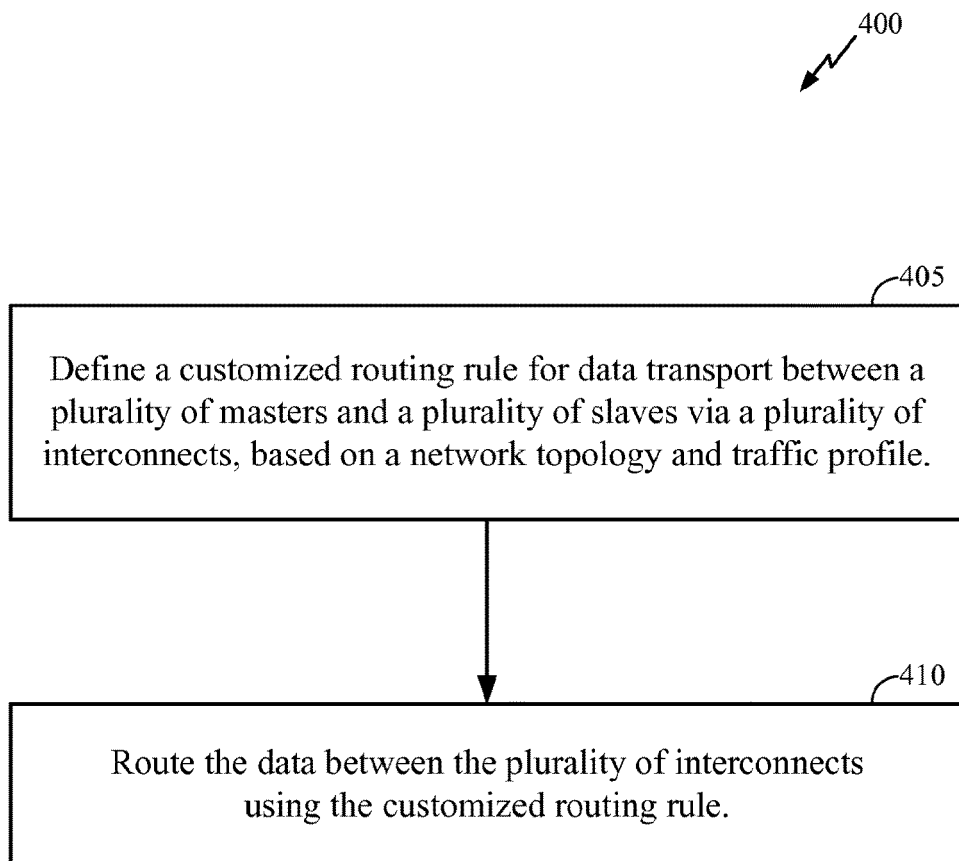 400
405
Define a customized routing rule for data transport between a
plurality of masters and a plurality of slaves via a plurality of
interconnects, based on a network topology and traffic profile.
410
Route the data between the plurality of interconnects
using the customized routing rule.